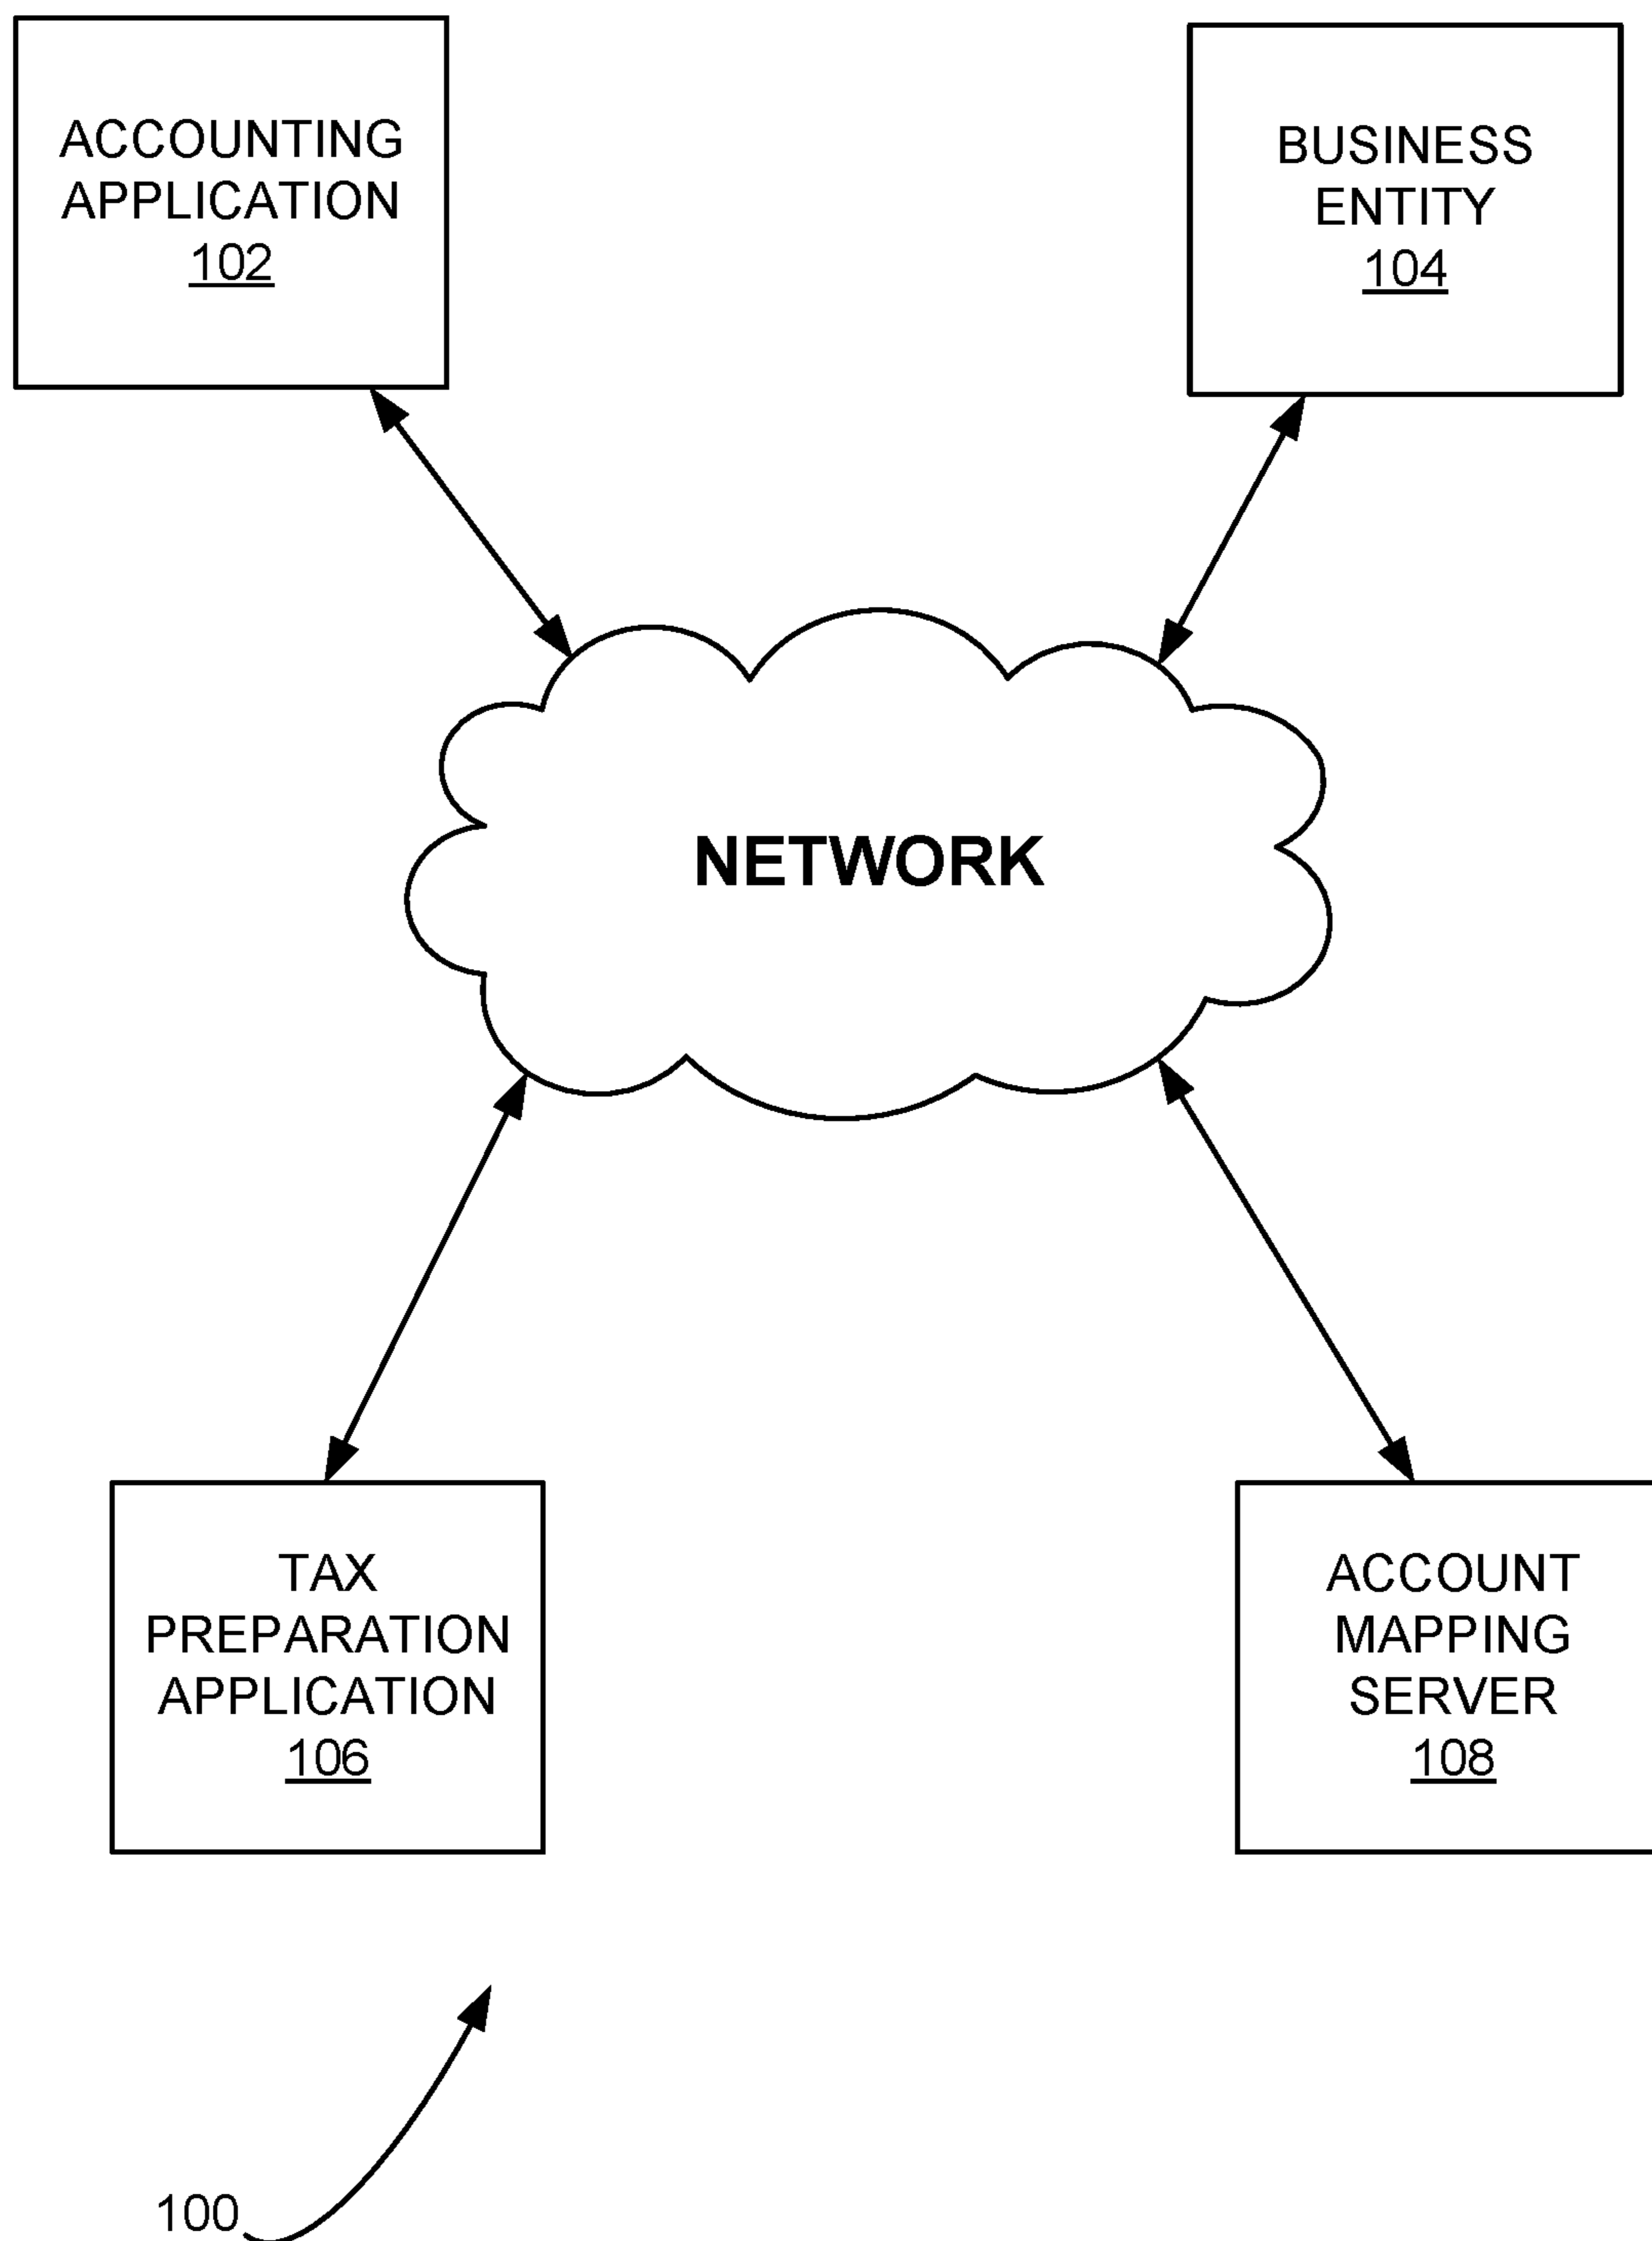 ACCOUNTING
APPLICATION
102
BUSINESS
ENTITY
104
NETWORK
TAX
PREPARATION
APPLICATION
106
ACCOUNT
MAPPING
SERVER
108
100